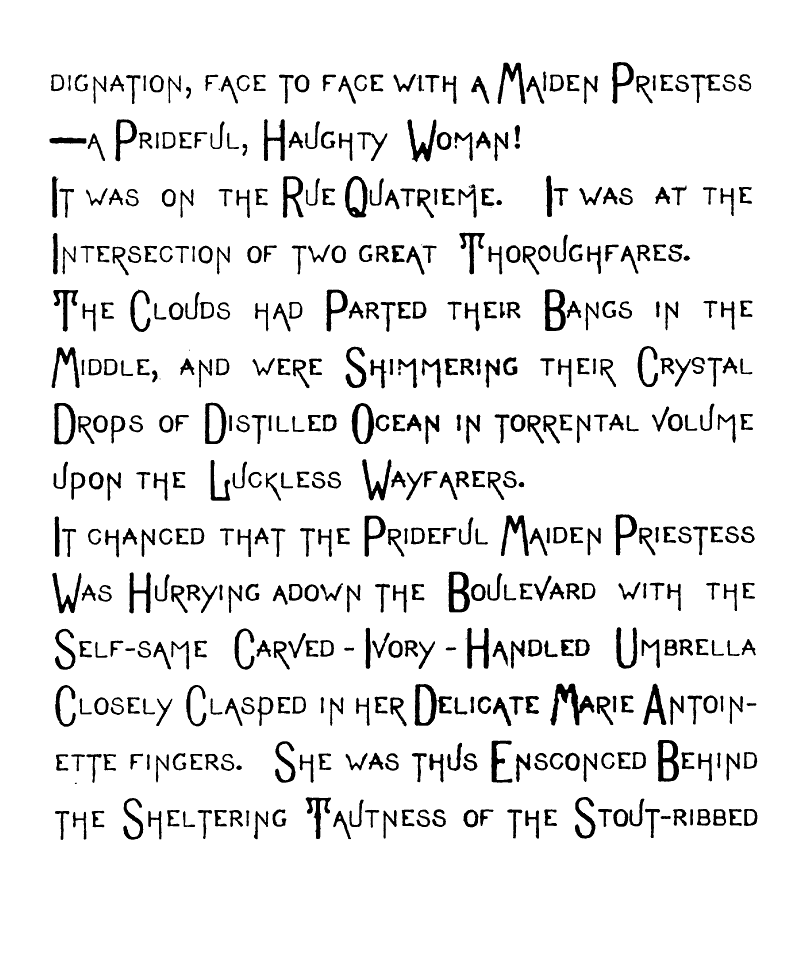 DIGNATION, FACE TO FACE WITH A MAIDEN PRIESTESS
—A PRIDEFUL, HAUGHTY WOMAN!
IT WAS ON THE RUE QUATRIEME. IT WAS AT THE
INTERSECTION OF TWO GREAT THOROUGHFARES.
THE CLOUDS HAD PARTED THEIR BANGS IN THE
MIDDLE, AND WERE SHIMMERING THEIR CRYSTAL
DROPS OF DISTILLED OCEAN IN TORRENTAL VOLUME
UPON THE LUCKLESS WAYFARERS.
IT CHANCED THAT THE PRIDEFUL MAIDEN PRIESTESS
WAS HURRYING ADOWN THE BOULEVARD WITH THE
SELF-SAME CARVED-IVORY-HANDLED UMBRELLA
CLOSELY CLASPED IN HER DELICATE MARIE ANTOIN-
ETTE FINGERS. SHE WAS THUS ENSCONCED BEHIND
THE SHELTERING TAUTNESS OF THE STOUT-RIBBED